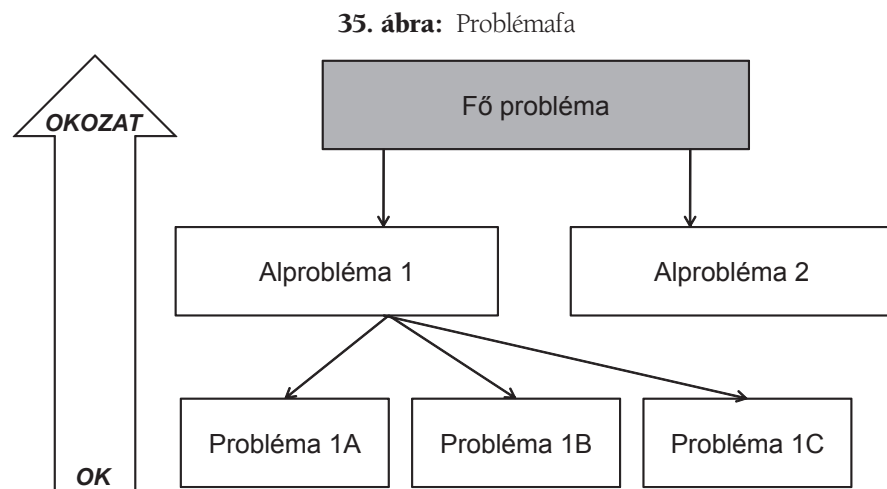 35. ábra: Problémafa
Fő probléma
OKOZAT
Alprobléma 1
Alprobléma 2
Probléma 1A
Probléma 1B
Probléma 1C
OK